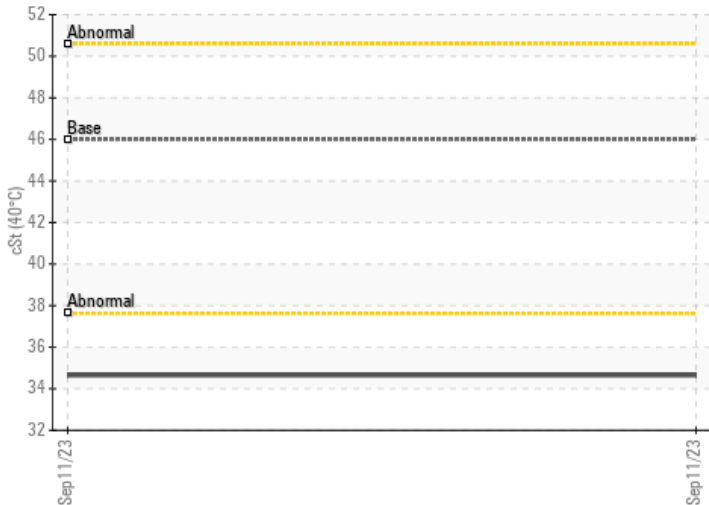 52
Abnormal
50
48
Base
46
44
42
40
cSt (40°C)
Abnormal
38
36
34
32
Sep11/23
Sep11/23